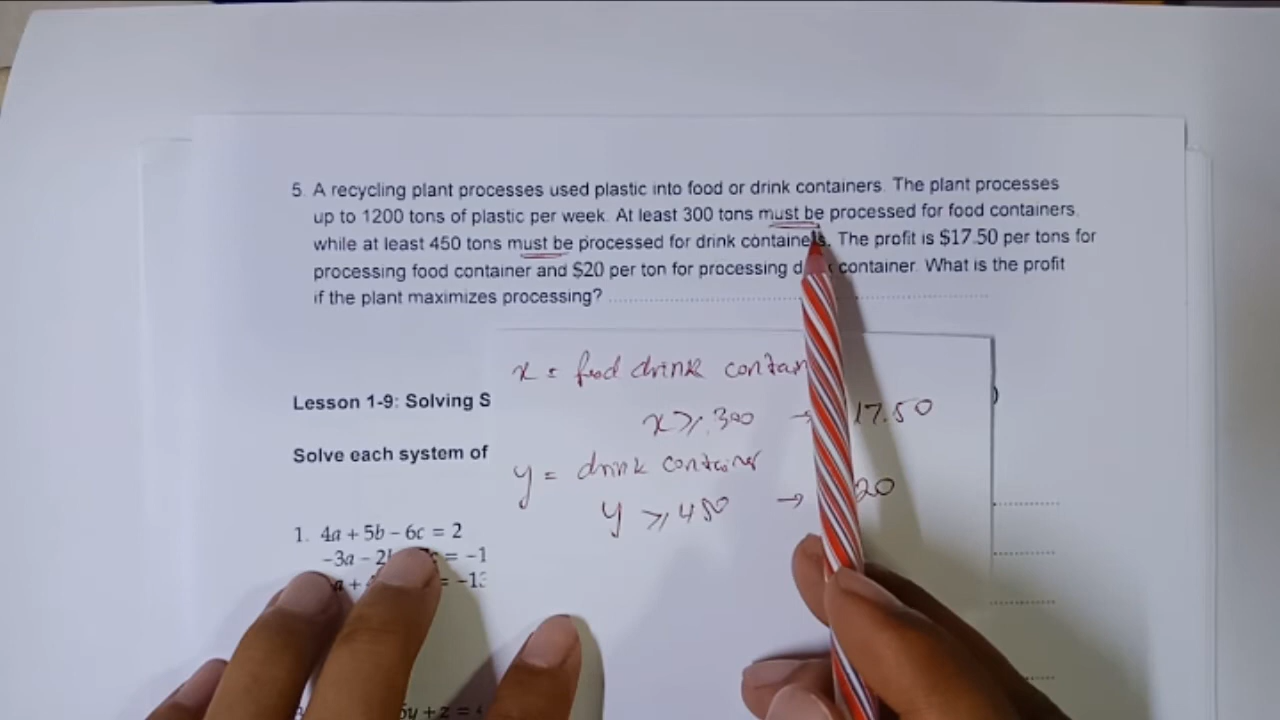 5. A recycling plant processes used plastic into food or drink containers. The plant processes
up to 1200 tons of plastic per week. At least 300 tons must be processed for food containers,
while at least 450 tons must be processed for drink containers. The profit is $17.50 per tons for
processing food container and $20 per ton for processing container. What is the profit
if the plant maximizes processing? ..........
x = food drink contain
Lesson 1-9: Solving S
x ≥ 300 → 17.50
Solve each system of
y = drink container
y ≥ 450 → 20
1. 4a + 5b − 6c = 2
−3a − 2 = −1
= −13
5y + z =